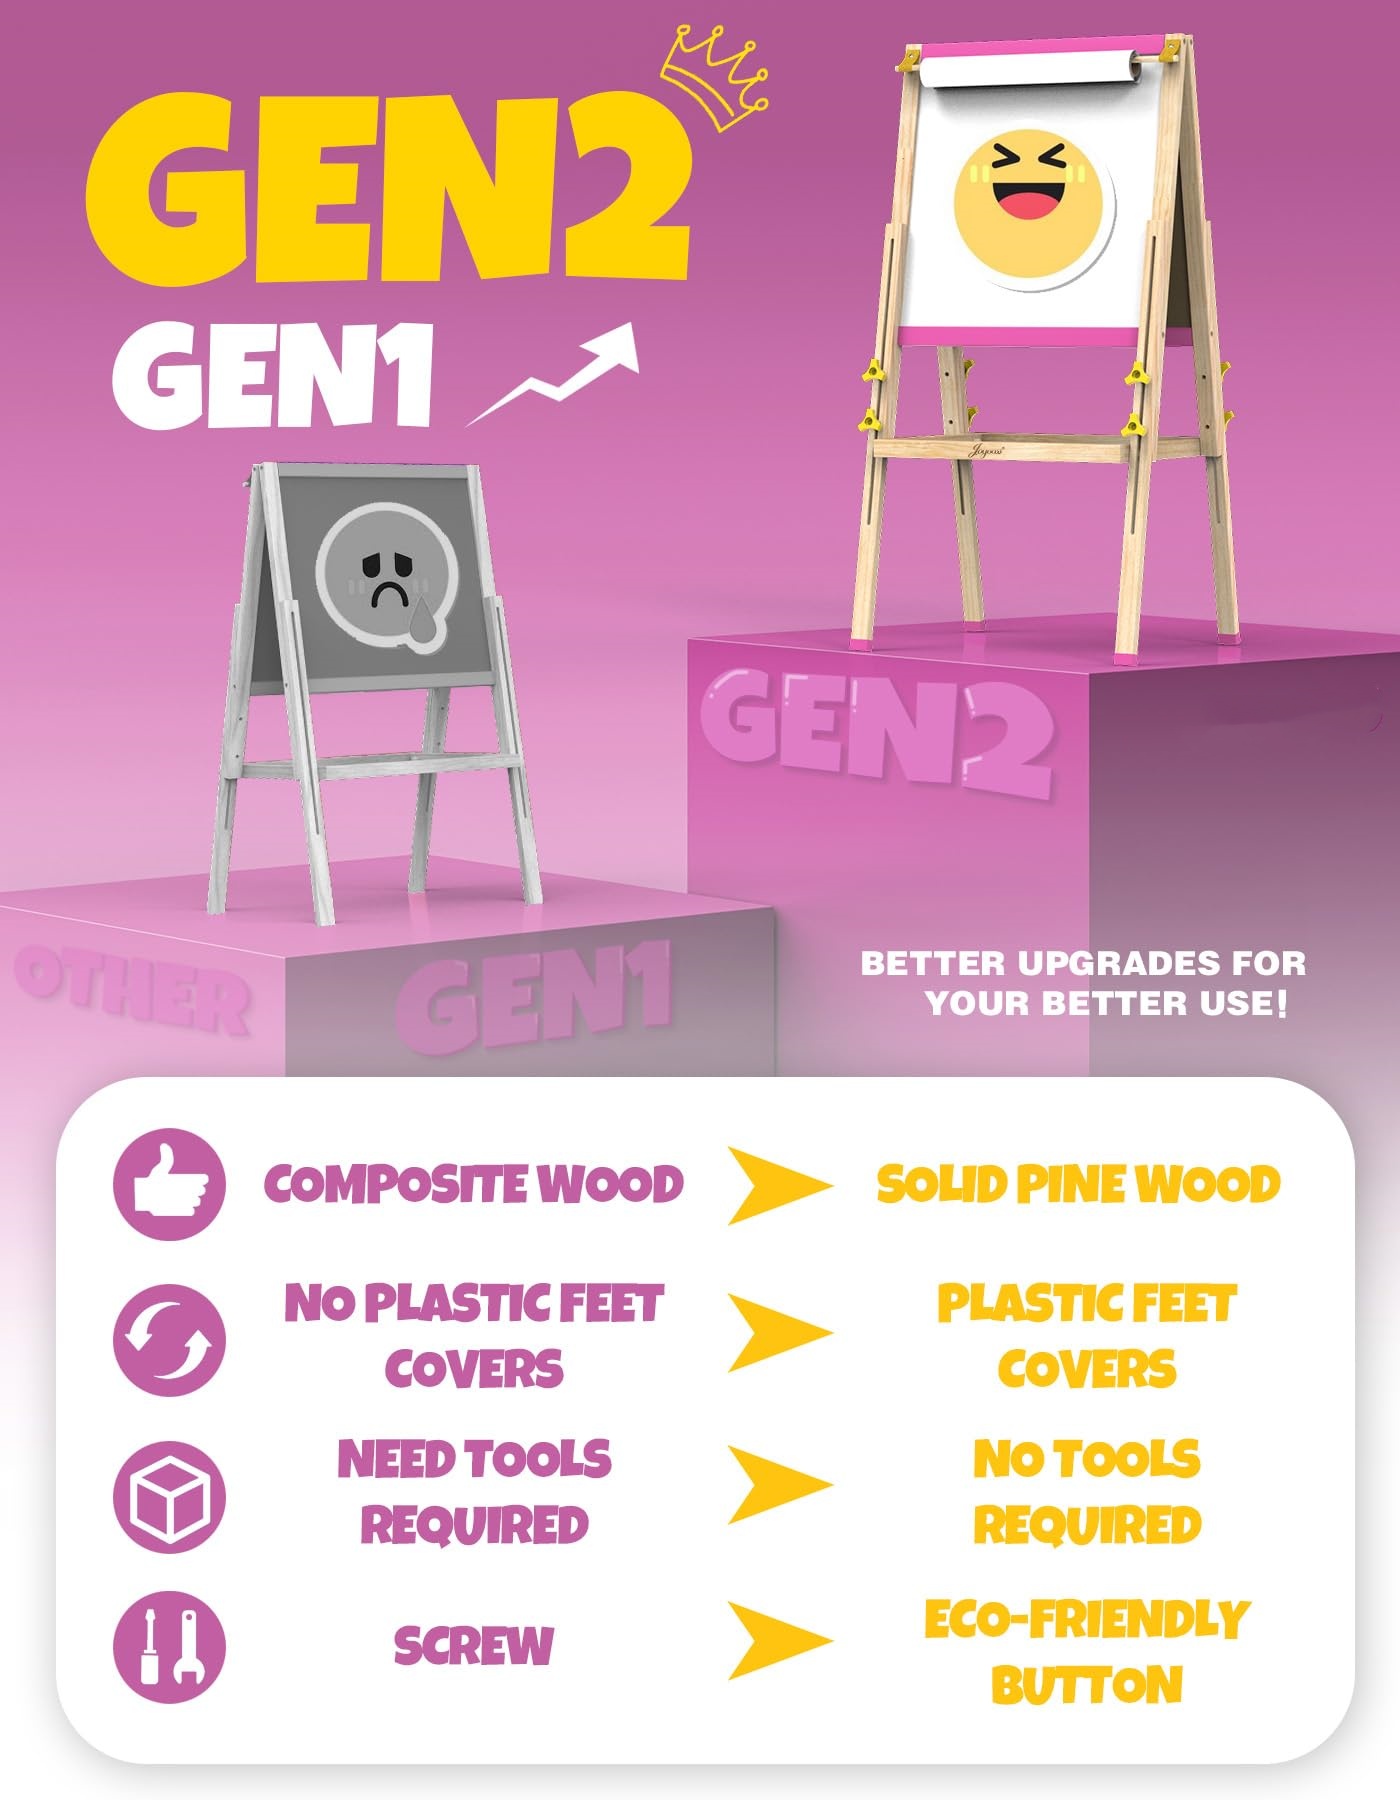 GEN2
GEN1
Joyooss
GEN2
OTHER
GEN1
BETTER UPGRADES FOR
YOUR BETTER USE!
COMPOSITE WOOD
SOLID PINE WOOD
NO PLASTIC FEET
COVERS
PLASTIC FEET
COVERS
NEED TOOLS
REQUIRED
NO TOOLS
REQUIRED
SCREW
ECO-FRIENDLY
BUTTON